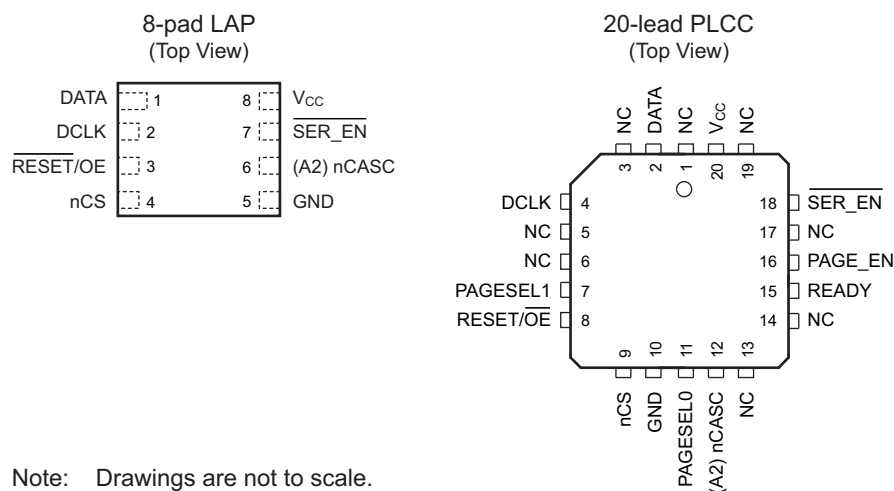 8-pad LAP
(Top View)
DATA 1
DCLK 2
RESET/OE 3
nCS 4
8 Vcc
7 SER_EN
6 (A2) nCASC
5 GND
20-lead PLCC
(Top View)
NC 3
DATA 2
NC 1
Vcc 20
NC 19
DCLK 4
NC 5
NC 6
PAGESEL1 7
RESET/OE 8
18 SER_EN
17 NC
16 PAGE_EN
15 READY
14 NC
9 nCS
10 GND
11 PAGESEL0
12 (A2) nCASC
13 NC
Note: Drawings are not to scale.